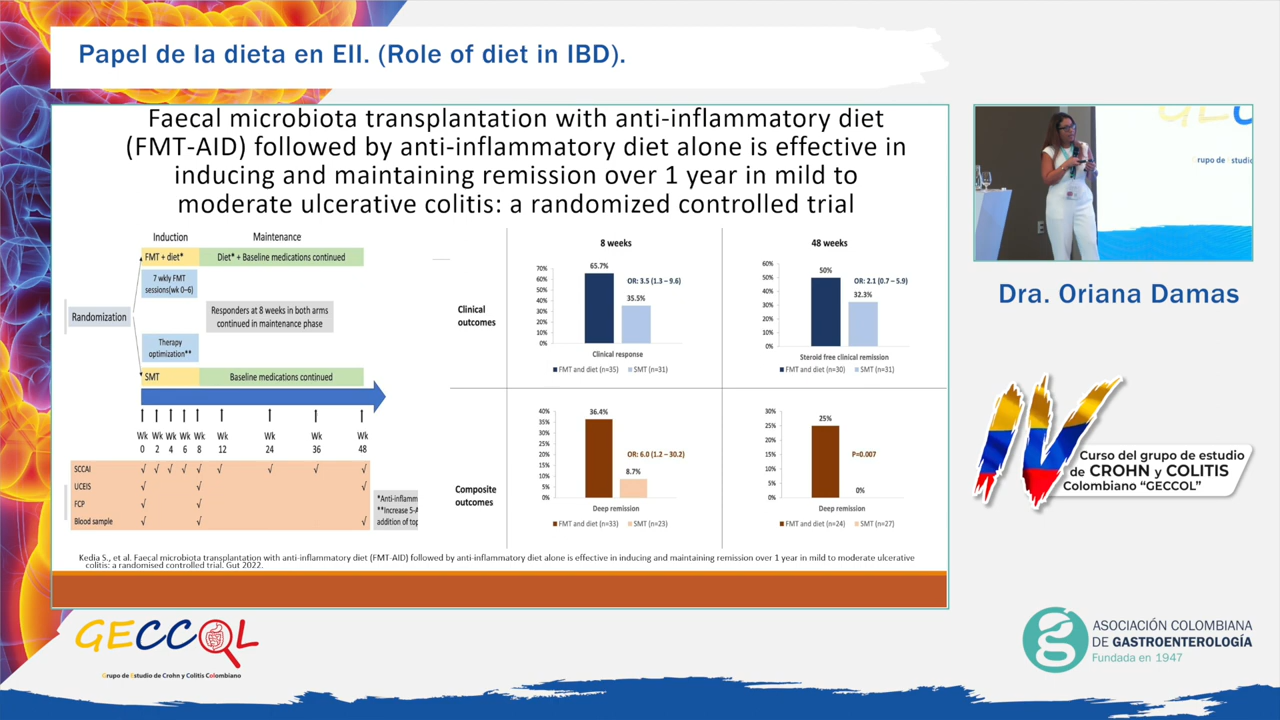 Papel de la dieta en EII. (Role of diet in IBD).
Faecal microbiota transplantation with anti-inflammatory diet
(FMT-AID) followed by anti-inflammatory diet alone is effective in
inducing and maintaining remission over 1 year in mild to
moderate ulcerative colitis: a randomized controlled trial
Induction
Maintenance
FMT + diet*
Diet* + Baseline medications continued
7 wkly FMT
sessions(wk 0–6)
Randomization
Responders at 8 weeks in both arms
continued in maintenance phase
Therapy
optimization**
SMT
Baseline medications continued
Wk Wk Wk Wk Wk Wk Wk Wk Wk
0 2 4 6 8 12 24 36 48
SCCAI √ √ √ √ √ √ √ √ √
UCEIS √ √ √
FCP √ √
Blood sample √ √ √
*Anti-inflamm
**Increase 5-A
addition of top
8 weeks
48 weeks
Clinical
outcomes
70%
60%
50%
40%
30%
20%
10%
0%
65.7%
35.5%
OR: 3.5 (1.3 – 9.6)
Clinical response
FMT and diet (n=35) SMT (n=31)
60%
50%
40%
30%
20%
10%
0%
50%
32.3%
OR: 2.1 (0.7 – 5.9)
Steroid free clinical remission
FMT and diet (n=30) SMT (n=31)
Composite
outcomes
40%
35%
30%
25%
20%
15%
10%
5%
0%
36.4%
8.7%
OR: 6.0 (1.2 – 30.2)
Deep remission
FMT and diet (n=33) SMT (n=23)
30%
25%
20%
15%
10%
5%
0%
25%
0%
P=0.007
Deep remission
FMT and diet (n=24) SMT (n=27)
Kedia S., et al. Faecal microbiota transplantation with anti-inflammatory diet (FMT-AID) followed by anti-inflammatory diet alone is effective in inducing and maintaining remission over 1 year in mild to moderate ulcerative
colitis: a randomised controlled trial. Gut 2022.
GEC
rupo de studio
Dra. Oriana Damas
IV
Curso del grupo de estudio
de CROHN y COLITIS
Colombiano “GECCOL”
GECCOL
Grupo de Estudio de Crohn y Colitis Colombiano
ASOCIACIÓN COLOMBIANA
DE GASTROENTEROLOGÍA
Fundada en 1947